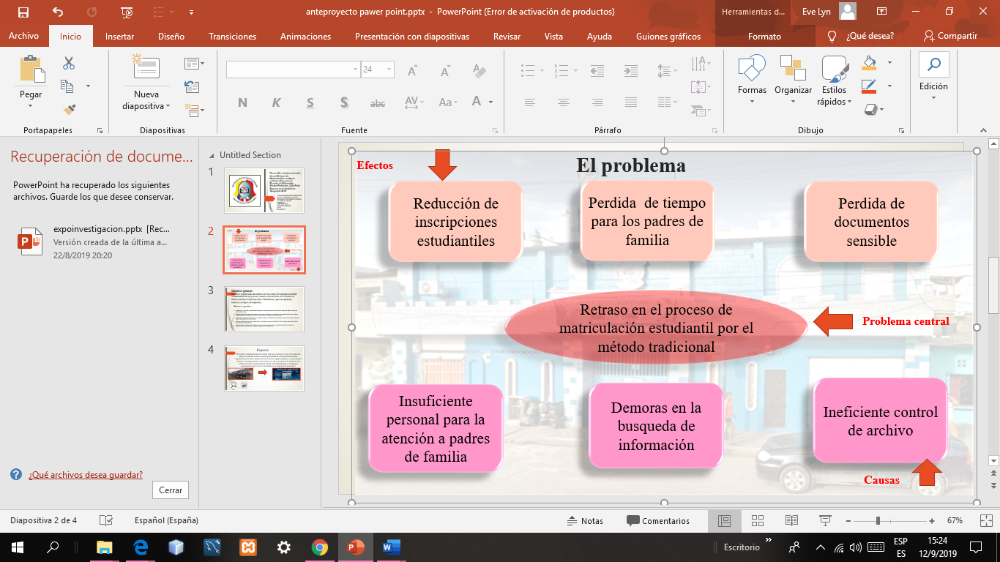 anteproyecto pawer point.pptx - PowerPoint (Error de activación de productos)
Herramientas d...
Eve Lyn
Archivo
Inicio
Insertar
Diseño
Transiciones
Animaciones
Presentación con diapositivas
Revisar
Vista
Ayuda
Guiones gráficos
Formato
¿Qué desea?
Compartir
Pegar
Nueva
diapositiva
24
N K S S abc AV Aa A
Formas
Organizar
Estilos
rápidos
Edición
Portapapeles
Diapositivas
Fuente
Párrafo
Dibujo
Recuperación de docume...
PowerPoint ha recuperado los siguientes
archivos. Guarde los que desee conservar.
expoinvestigacion.pptx [Rec...
Versión creada de la última a...
22/8/2019 20:20
¿Qué archivos desea guardar?
Cerrar
Untitled Section
1
2
3
4
Efectos
El problema
Reducción de
inscripciones
estudiantiles
Perdida de tiempo
para los padres de
familia
Perdida de
documentos
sensible
Retraso en el proceso de
matriculación estudiantil por el
método tradicional
Problema central
Insuficiente
personal para la
atención a padres
de familia
Demoras en la
busqueda de
información
Ineficiente control
de archivo
Causas
Diapositiva 2 de 4
Español (España)
Notas
Comentarios
67%
Escritorio
ESP
ES
15:24
12/9/2019